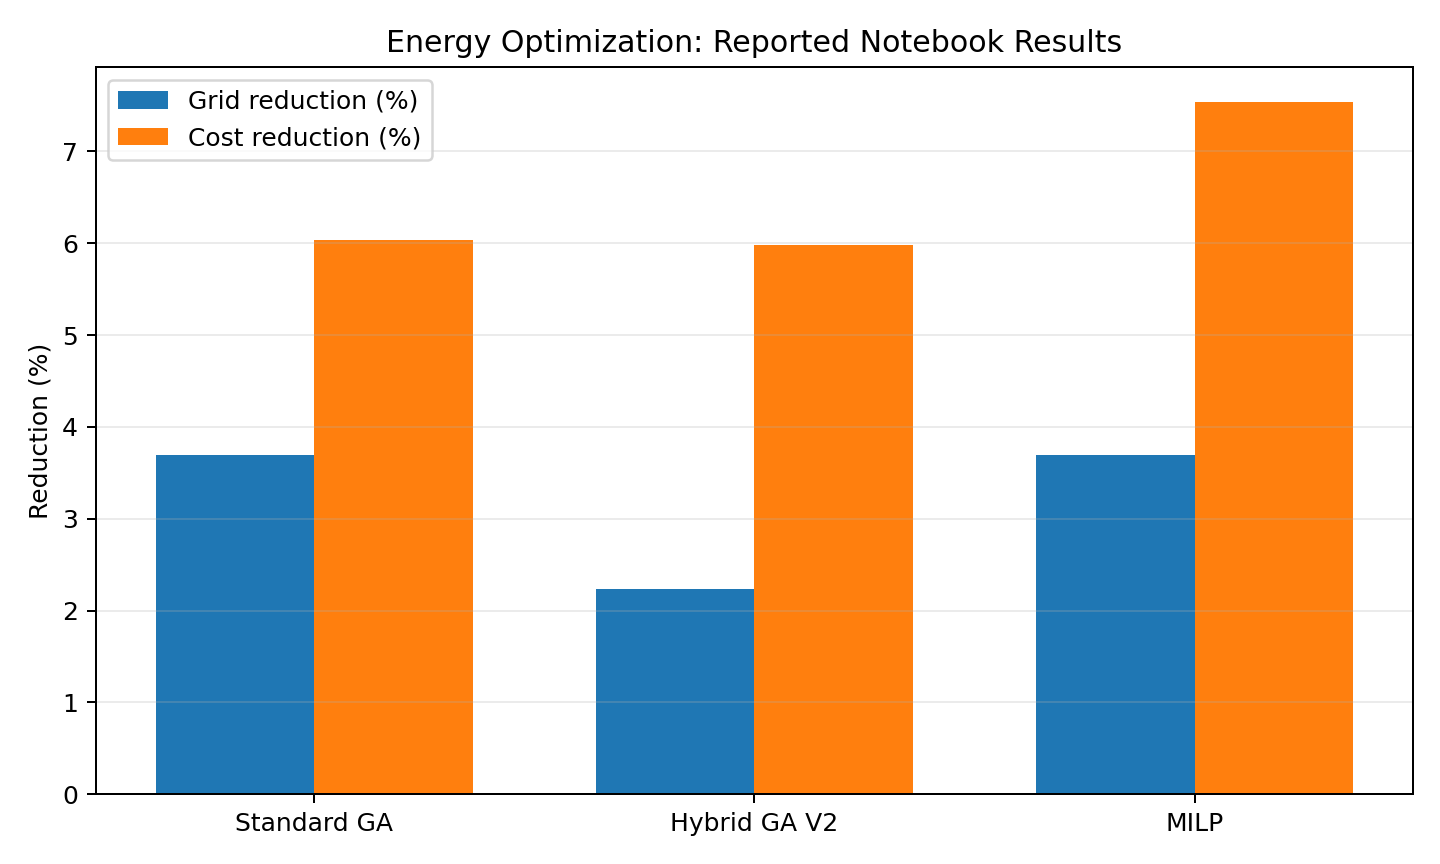 Energy Optimization: Reported Notebook Results
Grid reduction (%)
Cost reduction (%)
Reduction (%)
7
6
5
4
3
2
1
0
Standard GA
Hybrid GA V2
MILP